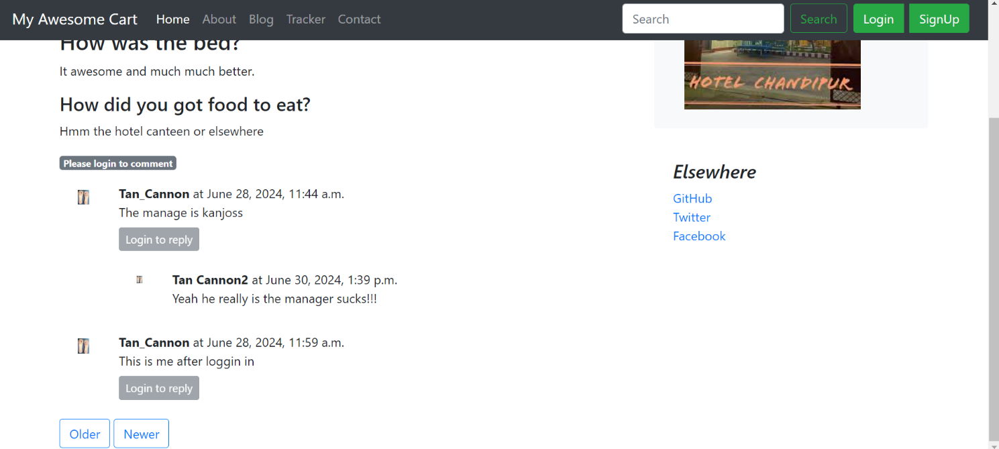 My Awesome Cart Home About Blog Tracker Contact Search Search Login SignUp
How was the bed?
It awesome and much much better.
How did you got food to eat?
Hmm the hotel canteen or elsewhere
Please login to comment
Tan_Cannon at June 28, 2024, 11:44 a.m.
The manage is kanjoss
Login to reply
Tan Cannon2 at June 30, 2024, 1:39 p.m.
Yeah he really is the manager sucks!!!
Tan_Cannon at June 28, 2024, 11:59 a.m.
This is me after loggin in
Login to reply
Older Newer
HOTEL CHANDIPUR
Elsewhere
GitHub
Twitter
Facebook